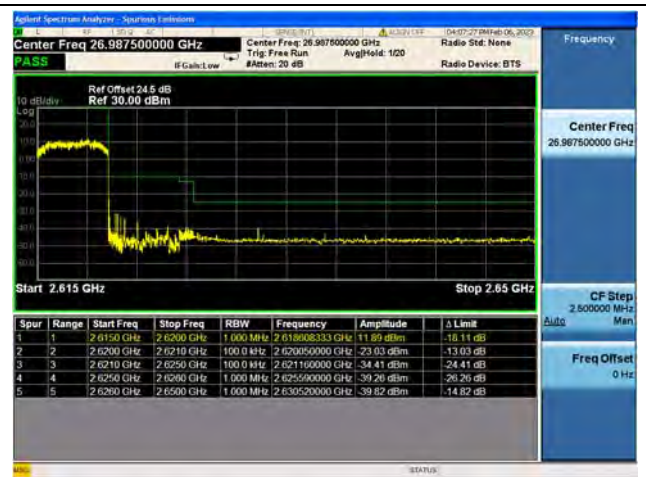 Agilent Spectrum Analyzer - Spurious Emissions
RF
AC
04:07:27 PM Feb 06, 2023
Center Freq 26.987500000 GHz
Center Freq: 26.987500000 GHz
Radio Std: None
Trig: Free Run
Avg|Hold: 1/20
PASS
IFGain:Low
#Atten: 20 dB
Radio Device: BTS
Frequency
Ref Offset 24.5 dB
10 dB/div
Ref 30.00 dBm
Log
Center Freq
26.987500000 GHz
Start 2.615 GHz
Stop 2.65 GHz
CF Step
2.500000 MHz
Auto
Man
Freq Offset
0 Hz
Spur Range Start Freq Stop Freq RBW Frequency Amplitude Δ Limit
1 1 2.6150 GHz 2.6200 GHz 1.000 MHz 2.618608333 GHz 11.89 dBm -18.11 dB
2 2 2.6200 GHz 2.6210 GHz 100.0 kHz 2.620050000 GHz -23.03 dBm -13.03 dB
3 3 2.6210 GHz 2.6250 GHz 100.0 kHz 2.621160000 GHz -34.41 dBm -24.41 dB
4 4 2.6250 GHz 2.6260 GHz 1.000 MHz 2.625590000 GHz -39.26 dBm -26.26 dB
5 5 2.6260 GHz 2.6500 GHz 1.000 MHz 2.630520000 GHz -39.82 dBm -14.82 dB
MSG
STATUS